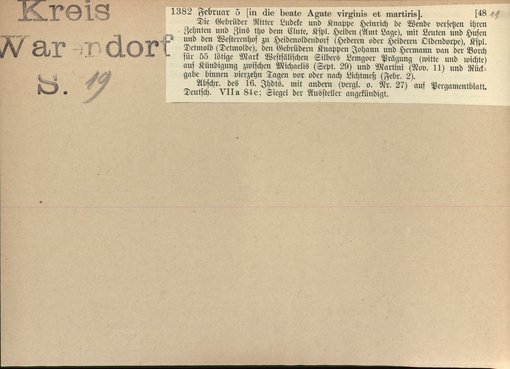 Kreis
Warendorf
S. 19
1382 Februar 5 [in die beate Agate virginis et martiris]. [48
Die Gebrüder Ritter Ludeke und Knappe Heinrich de Wende versetzen ihren
Zehnten und Zins tho dem Clute, Kspl. Heiden (Amt Lage), mit Leuten und Hufen
und den Westerenhof zu Heidenoldendorf (Hederen oder Heideren Oldendorpe), Kspl.
Detmold (Detmolde), den Gebrüdern Knappen Johann und Hermann van der Borch
für 55 lötige Mark Westfälischen Silbers Lemgoer Prägung (witte und wichte)
auf Kündigung zwischen Michaelis (Sept. 29) und Martini (Nov. 11) und Rück-
gabe binnen vierzehn Tagen vor oder nach Lichtmeß (Febr. 2).
Abschr. des 16. Jhdts. mit andern (vergl. o. Nr. 27) auf Pergamentblatt.
Deutsch. VIIa 84c; Siegel der Aussteller angekündigt.